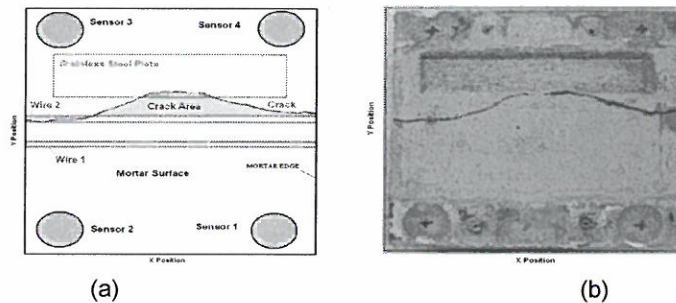 Sensor 3
Sensor 4
Stainless Steel Plate
Wire 2
Crack Area
Crack
Y Position
Wire 1
Mortar Surface
MORTAR EDGE
Sensor 2
Sensor 1
X Position
(a)
Y Position
X Position
(b)